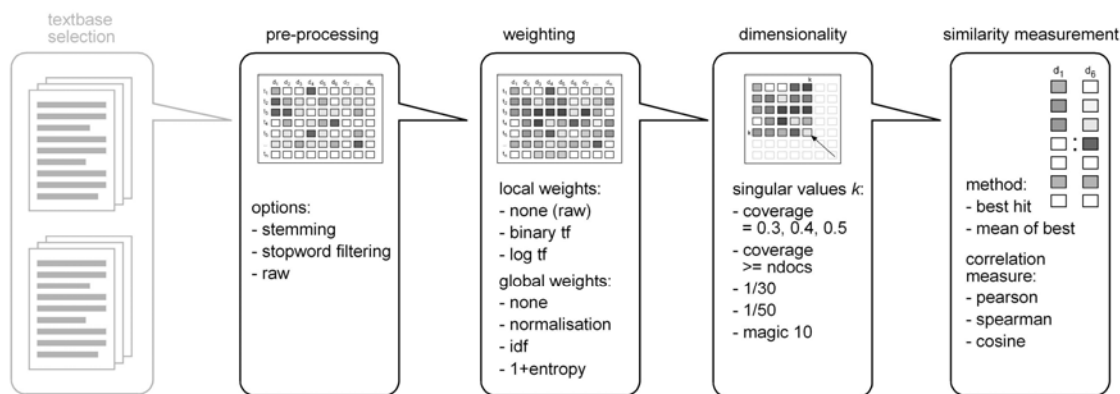 textbase
selection
pre-processing
options:
- stemming
- stopword filtering
- raw
weighting
local weights:
- none (raw)
- binary tf
- log tf
global weights:
- none
- normalisation
- idf
- 1+entropy
dimensionality
k
k
singular values k:
- coverage
= 0.3, 0.4, 0.5
- coverage
>= ndocs
- 1/30
- 1/50
- magic 10
similarity measurement
d1 d6
:
method:
- best hit
- mean of best
correlation
measure:
- pearson
- spearman
- cosine